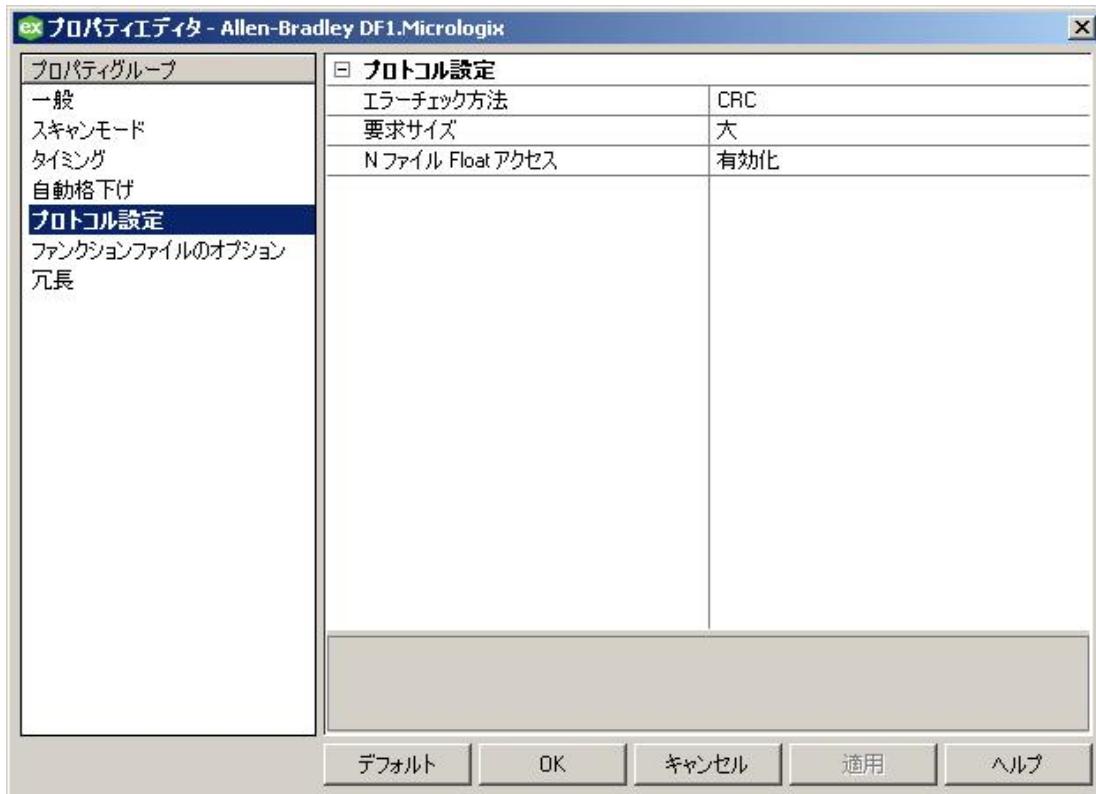 ex プロパティエディタ - Allen-Bradley DF1.Micrologix
プロパティグループ
一般
スキャンモード
タイミング
自動格下げ
プロトコル設定
ファンクションファイルのオプション
冗長
プロトコル設定
エラーチェック方法 CRC
要求サイズ 大
N ファイル Float アクセス 有効化
デフォルト OK キャンセル 適用 ヘルプ